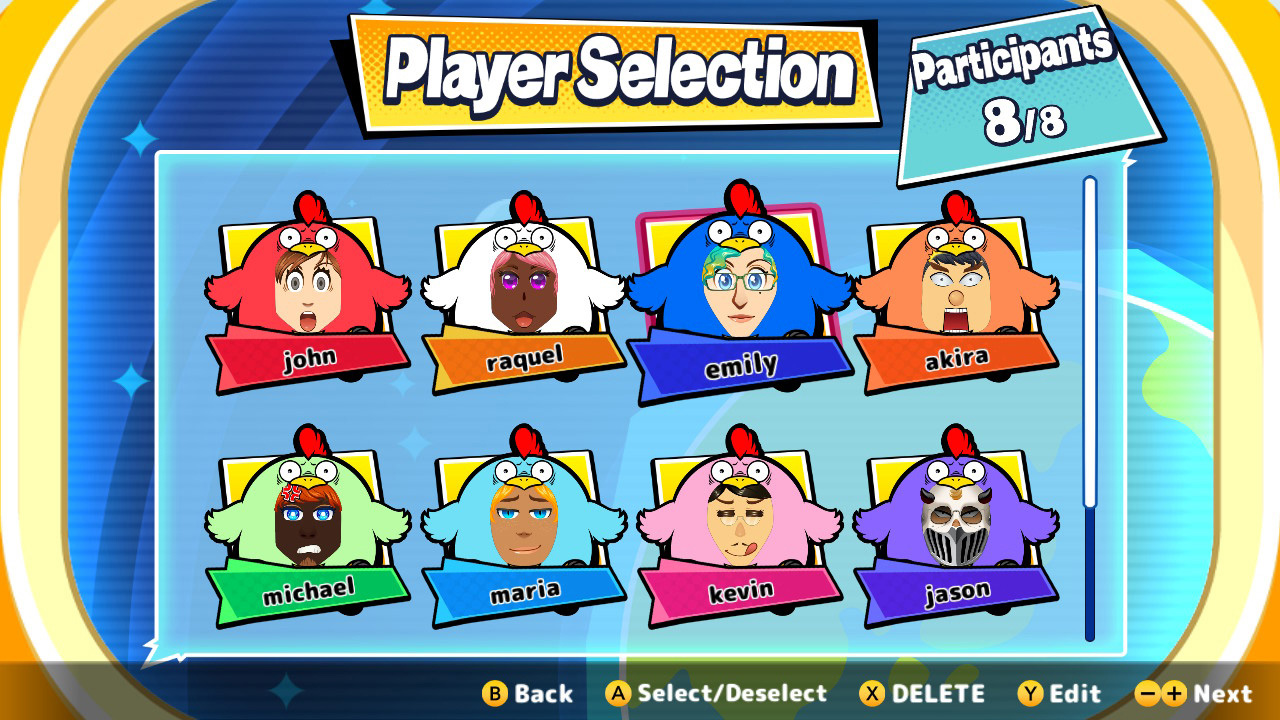 Player Selection
Participants
8/8
john
raquel
emily
akira
michael
maria
kevin
jason
B Back
A Select/Deselect
X DELETE
Y Edit
−+ Next